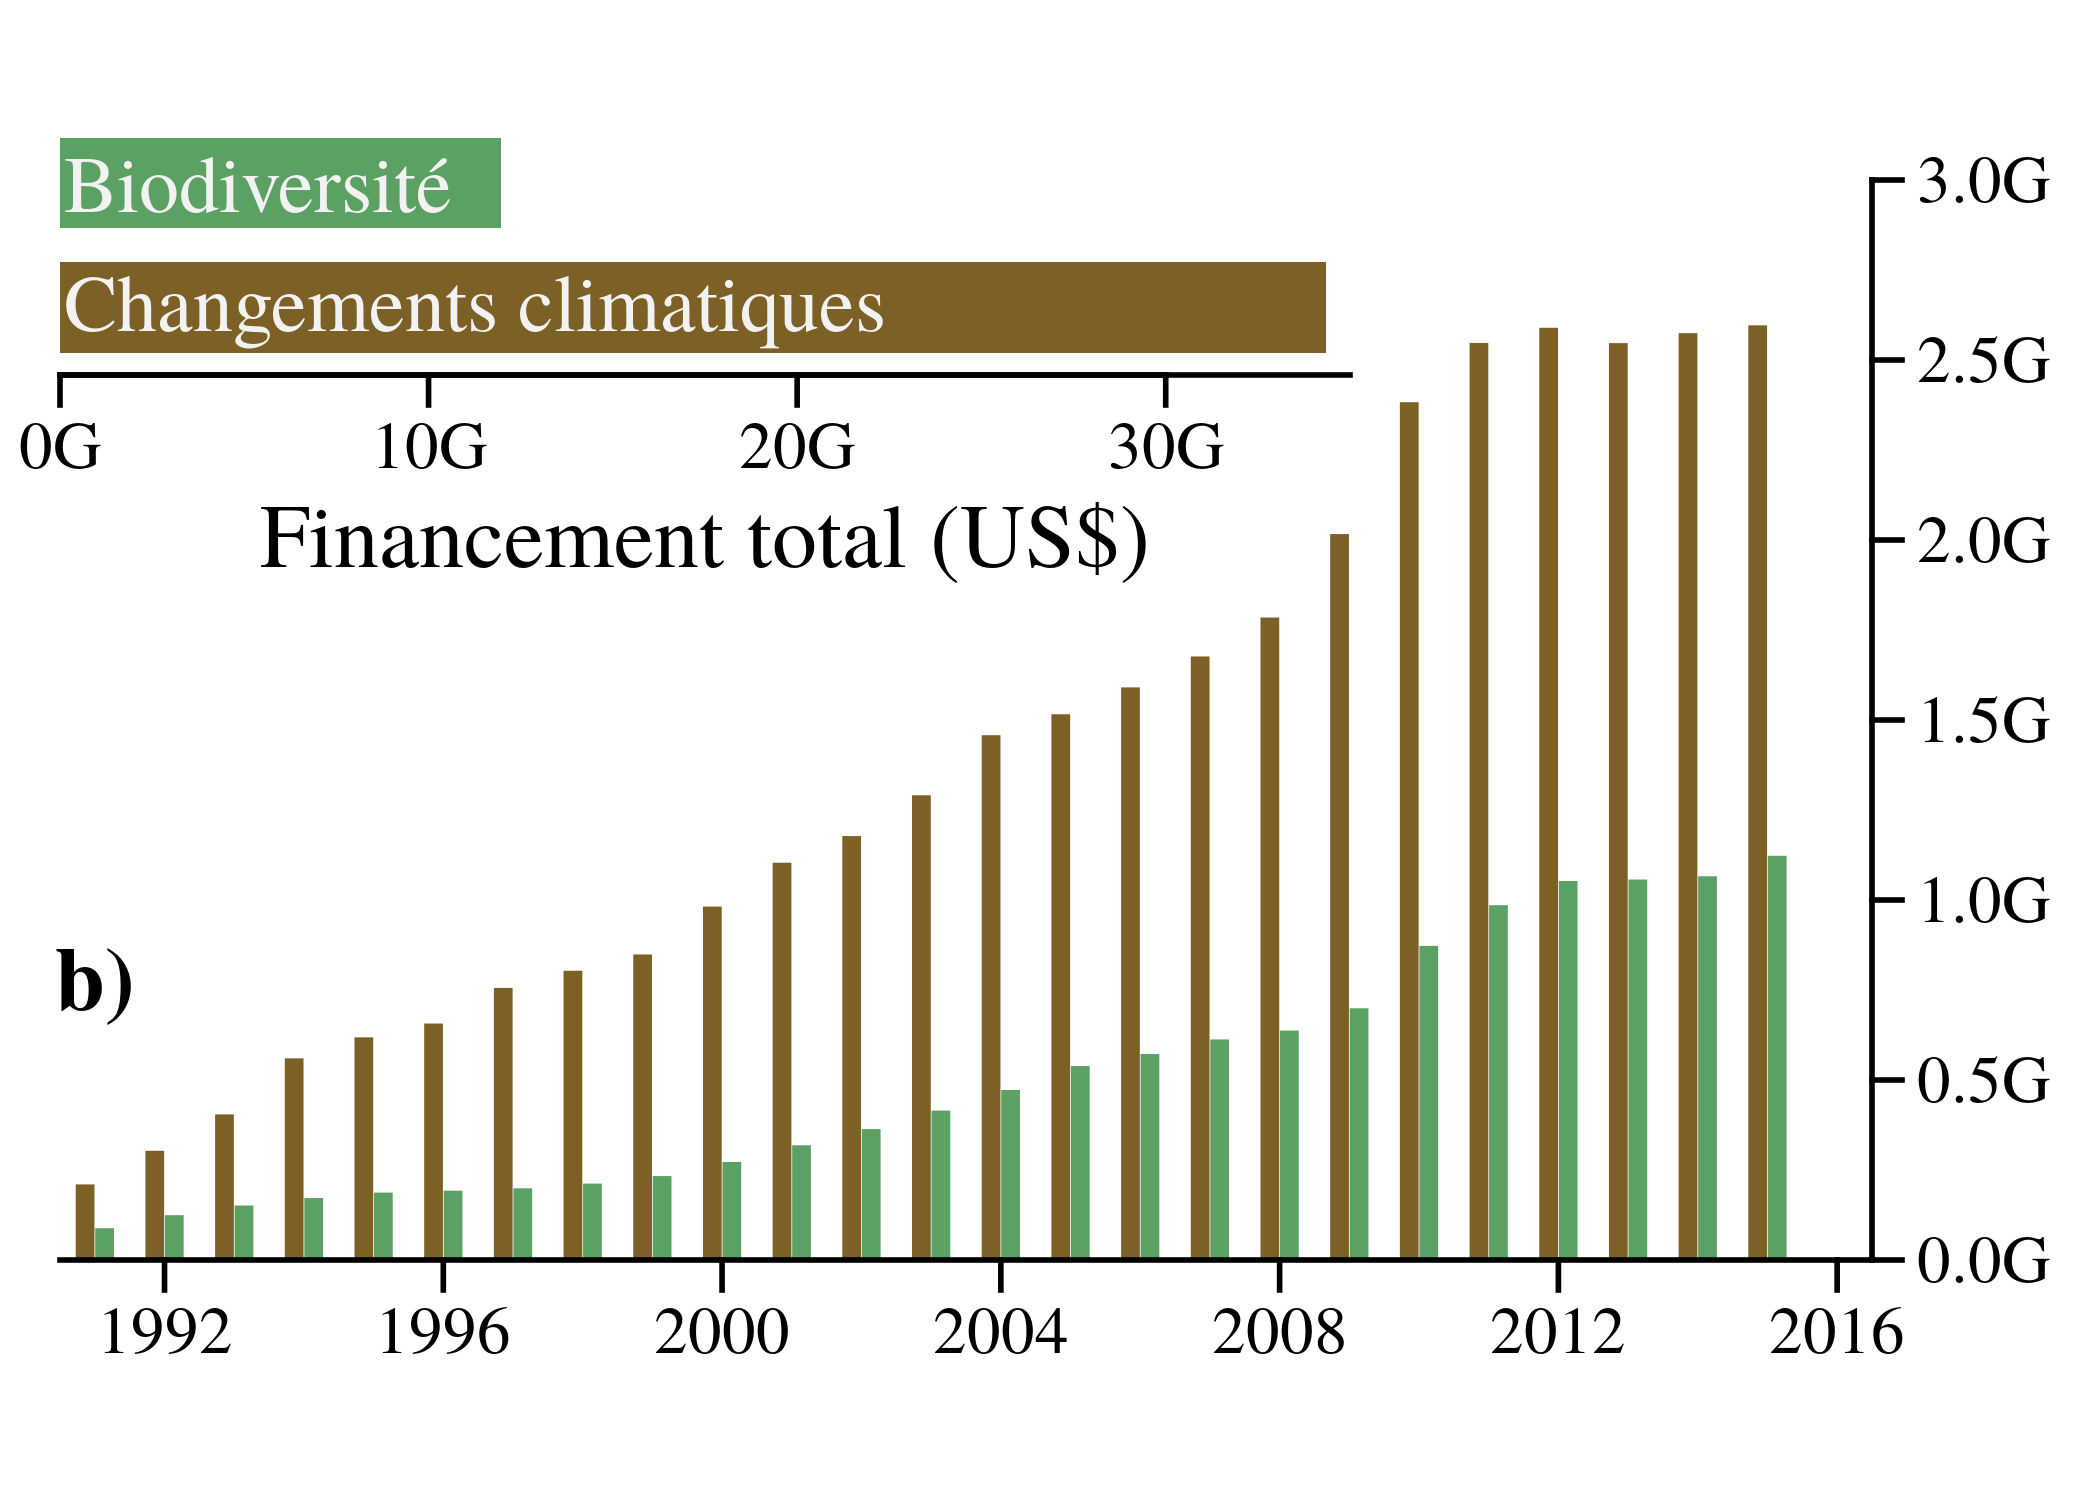 Biodiversité
Changements climatiques
0G 10G 20G 30G
Financement total (US$)
3.0G
2.5G
2.0G
1.5G
1.0G
0.5G
0.0G
b)
1992 1996 2000 2004 2008 2012 2016